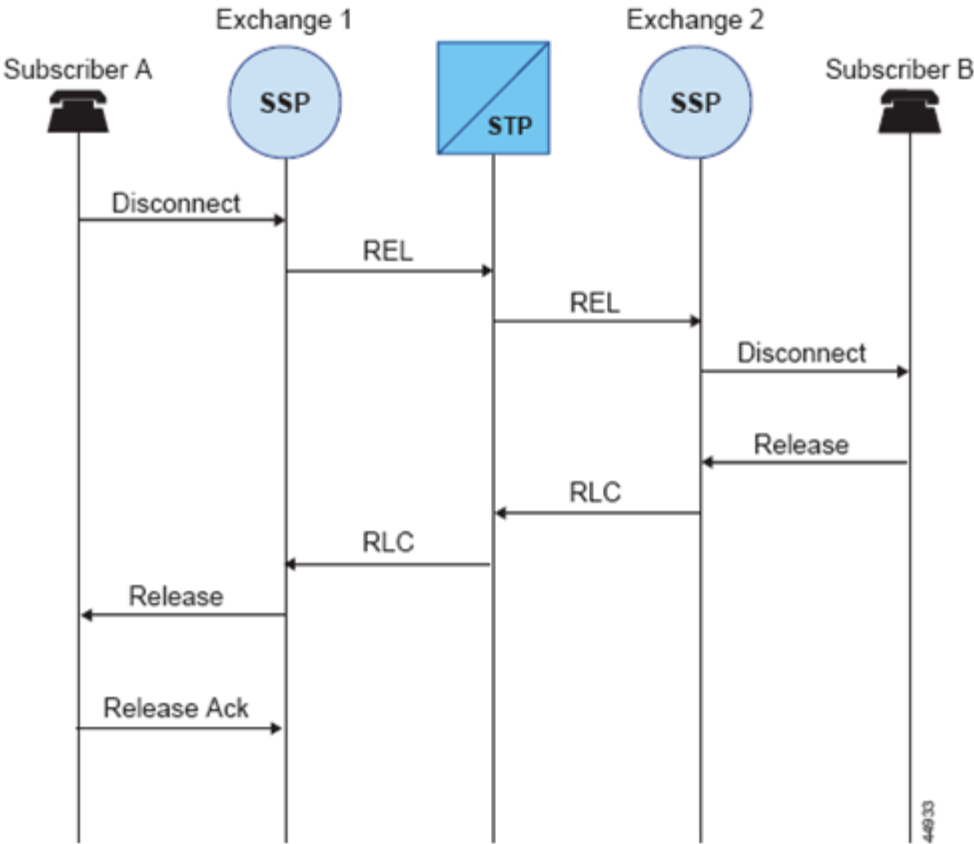 Exchange 1
Exchange 2
Subscriber A
Subscriber B
SSP
STP
SSP
Disconnect
REL
REL
Disconnect
Release
RLC
RLC
Release
Release Ack
44933